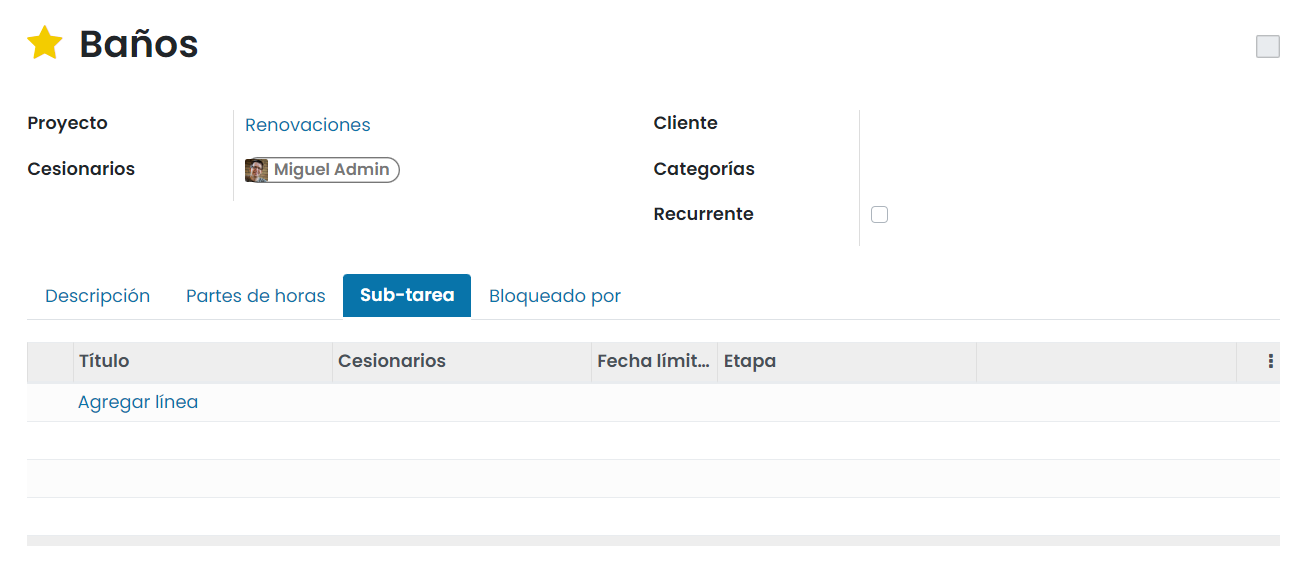 Baños
Proyecto
Renovaciones
Cesionarios
Miguel Admin
Cliente
Categorías
Recurrente
Descripción Partes de horas Sub-tarea Bloqueado por
Título Cesionarios Fecha límit... Etapa
Agregar línea